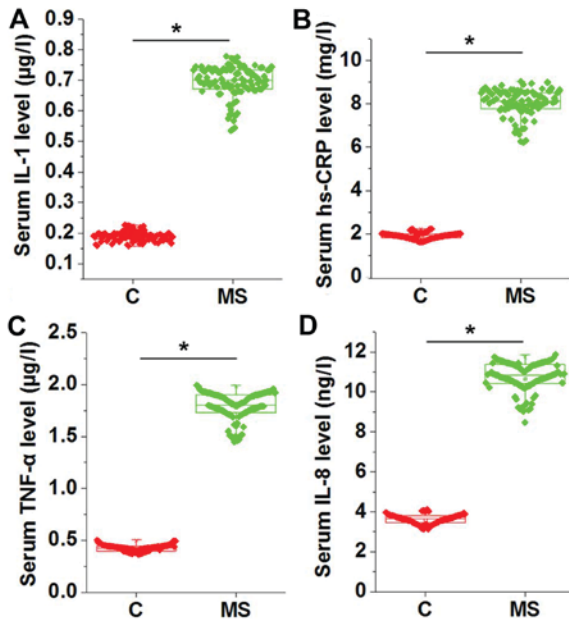 A
Serum IL-1 level (µg/l)
0.9
0.8
0.7
0.6
0.5
0.4
0.3
0.2
0.1
*
C MS
B
Serum hs-CRP level (mg/l)
10
8
6
4
2
0
*
C MS
C
Serum TNF-α level (µg/l)
2.5
2.0
1.5
1.0
0.5
0.0
*
C MS
D
Serum IL-8 level (ng/l)
12
10
8
6
4
2
0
*
C MS